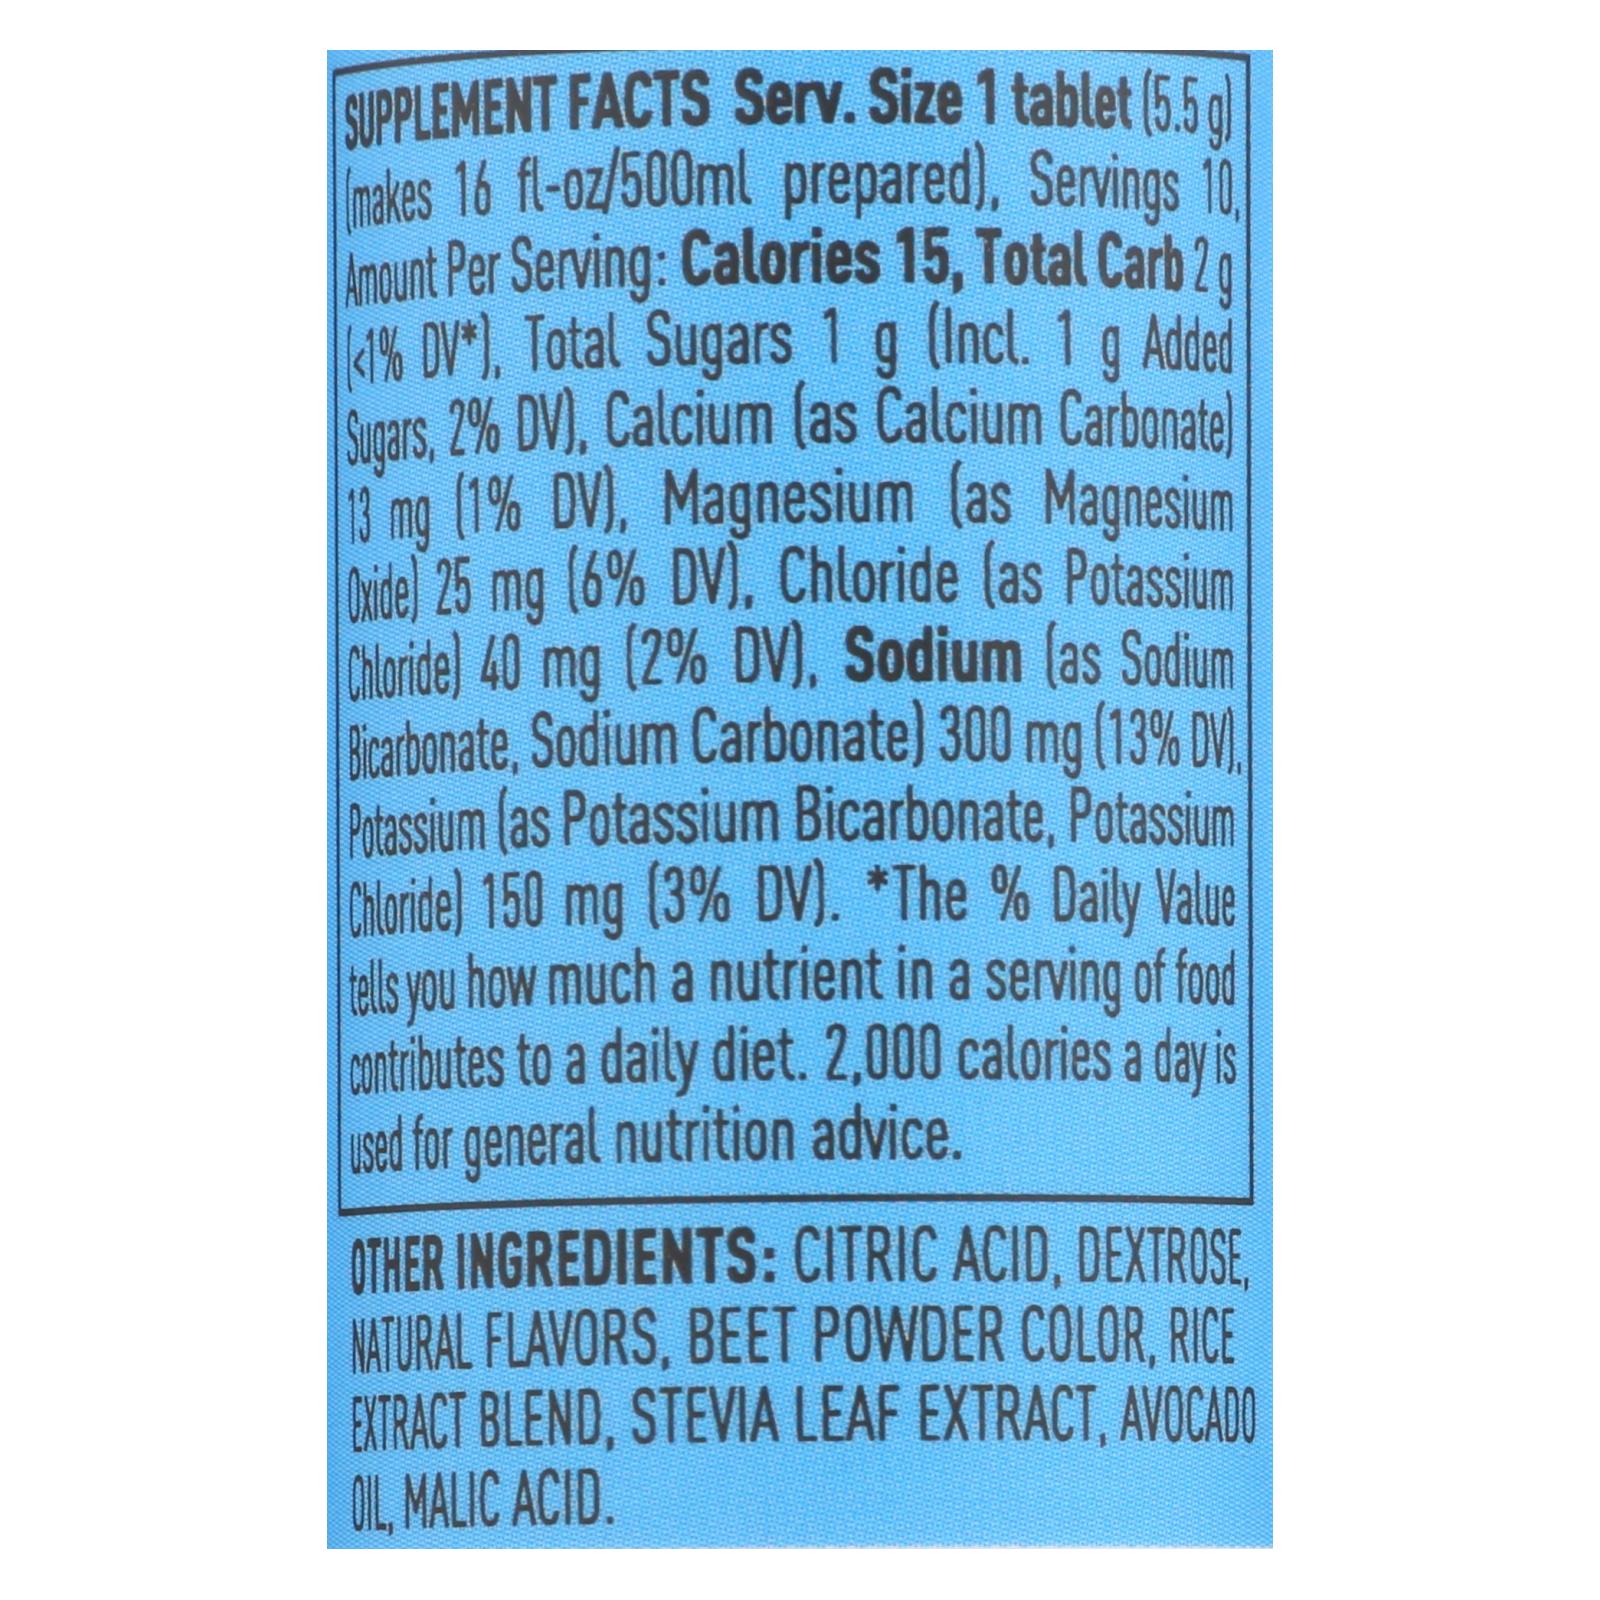 SUPPLEMENT FACTS Serv. Size 1 tablet (5.5 g)
(makes 16 fl-oz/500ml prepared), Servings 10,
Amount Per Serving: Calories 15, Total Carb 2 g
(<1% DV*), Total Sugars 1 g (Incl. 1 g Added
Sugars, 2% DV), Calcium (as Calcium Carbonate)
13 mg (1% DV), Magnesium (as Magnesium
Oxide) 25 mg (6% DV), Chloride (as Potassium
Chloride) 40 mg (2% DV), Sodium (as Sodium
Bicarbonate, Sodium Carbonate) 300 mg (13% DV),
Potassium (as Potassium Bicarbonate, Potassium
Chloride) 150 mg (3% DV). *The % Daily Value
tells you how much a nutrient in a serving of food
contributes to a daily diet. 2,000 calories a day is
used for general nutrition advice.
OTHER INGREDIENTS: CITRIC ACID, DEXTROSE,
NATURAL FLAVORS, BEET POWDER COLOR, RICE
EXTRACT BLEND, STEVIA LEAF EXTRACT, AVOCADO
OIL, MALIC ACID.